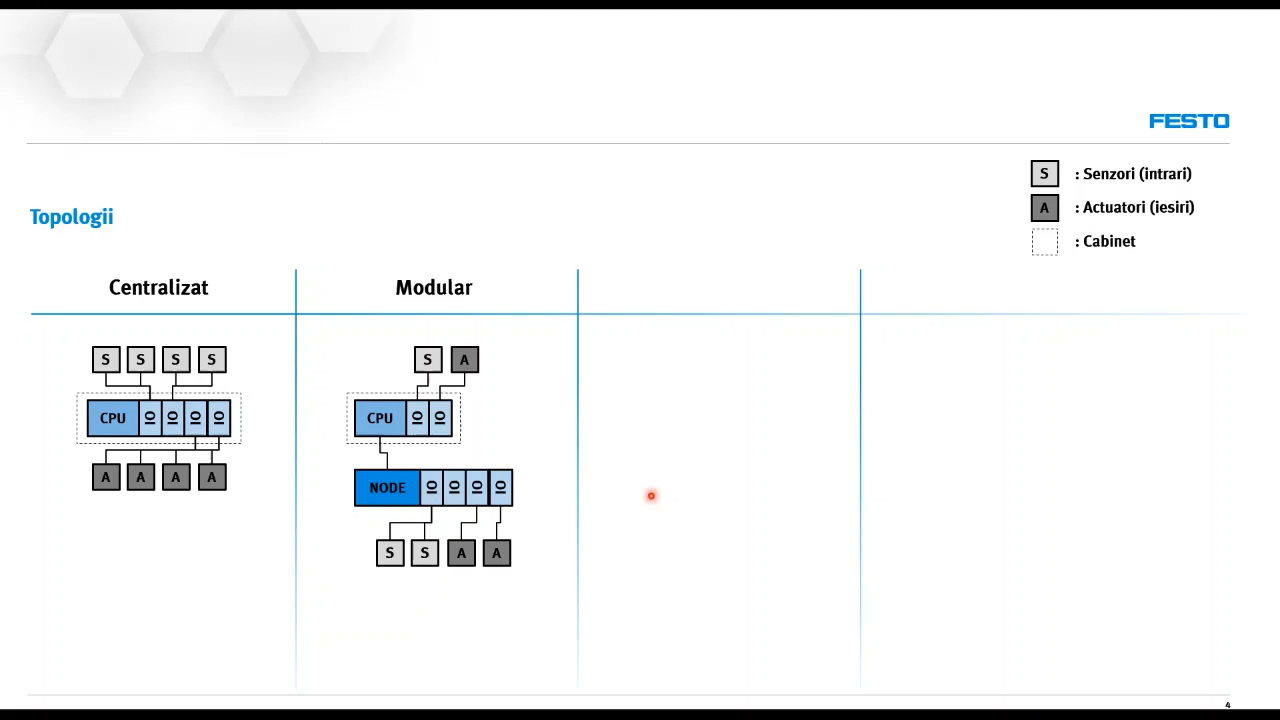 FESTO
S : Senzori (intrari)
A : Actuatori (iesiri)
: Cabinet
Topologii
Centralizat
Modular
S S S S
CPU IO IO IO IO
A A A A
S A
CPU IO IO
NODE IO IO IO IO
S S A A
4